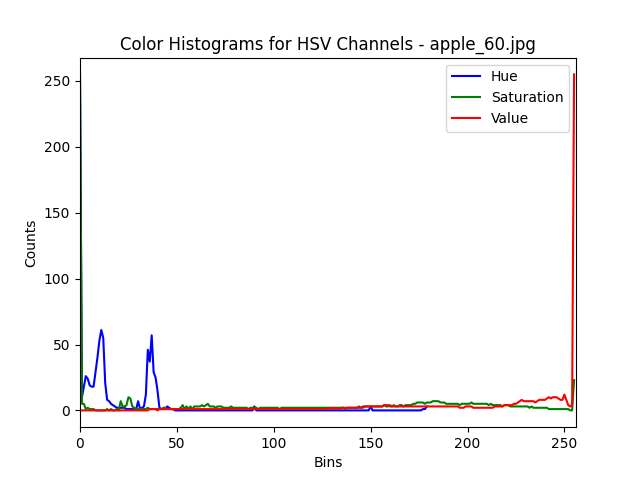 Color Histograms for HSV Channels - apple_60.jpg
Hue
Saturation
Value
Counts
250
200
150
100
50
0
0 50 100 150 200 250
Bins